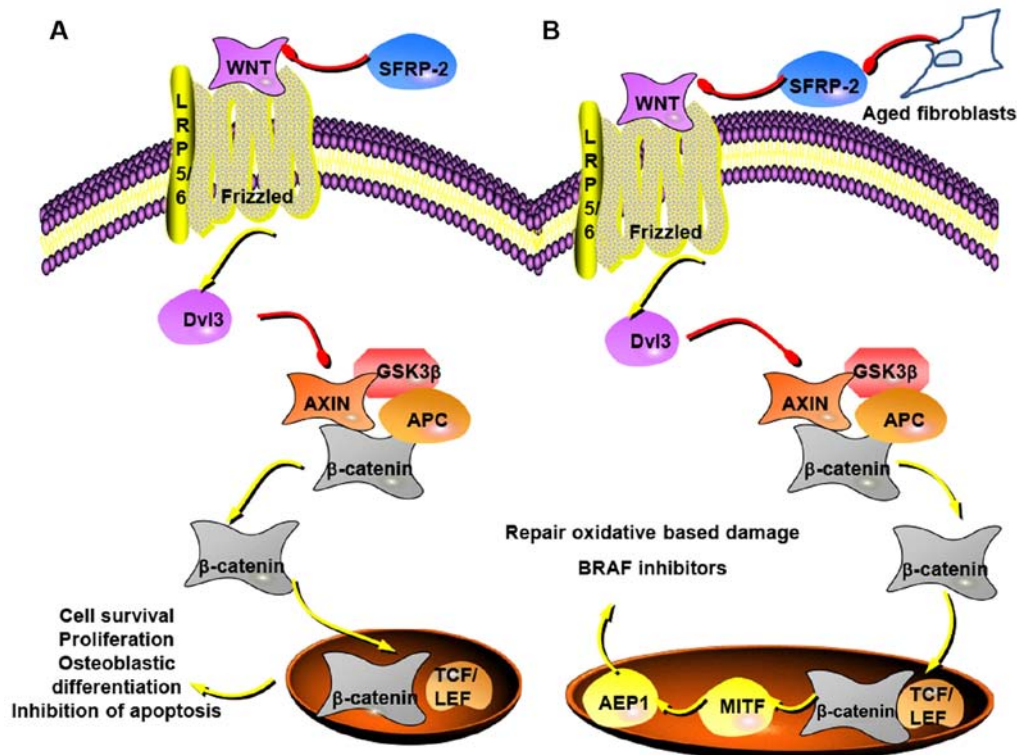 A
WNT
SFRP-2
L
R
P
5/
6
Frizzled
Dvl3
GSK3β
AXIN
APC
β-catenin
β-catenin
Cell survival
Proliferation
Osteoblastic
differentiation
Inhibition of apoptosis
β-catenin
TCF/
LEF
B
WNT
SFRP-2
Aged fibroblasts
L
R
P
5/
6
Frizzled
Dvl3
GSK3β
AXIN
APC
β-catenin
Repair oxidative based damage
BRAF inhibitors
β-catenin
AEP1
MITF
β-catenin
TCF/
LEF